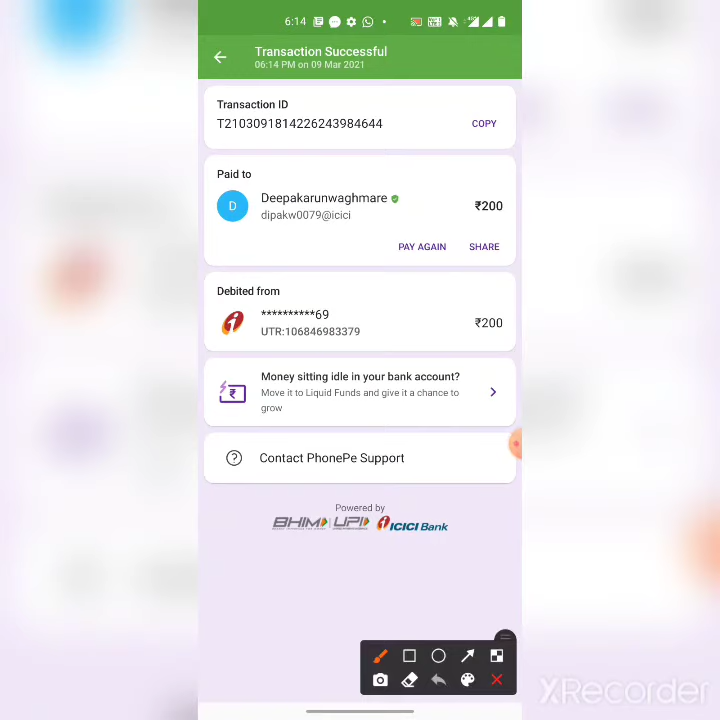 6:14
Transaction Successful
06:14 PM on 09 Mar 2021
Transaction ID
T2103091814226243984644
COPY
Paid to
D
Deepakarunwaghmare
₹200
dipakw0079@icici
PAY AGAIN
SHARE
Debited from
**********69
₹200
UTR:106846983379
Money sitting idle in your bank account?
Move it to Liquid Funds and give it a chance to
grow
Contact PhonePe Support
Powered by
BHIM UPI ICICI Bank
XRecorder